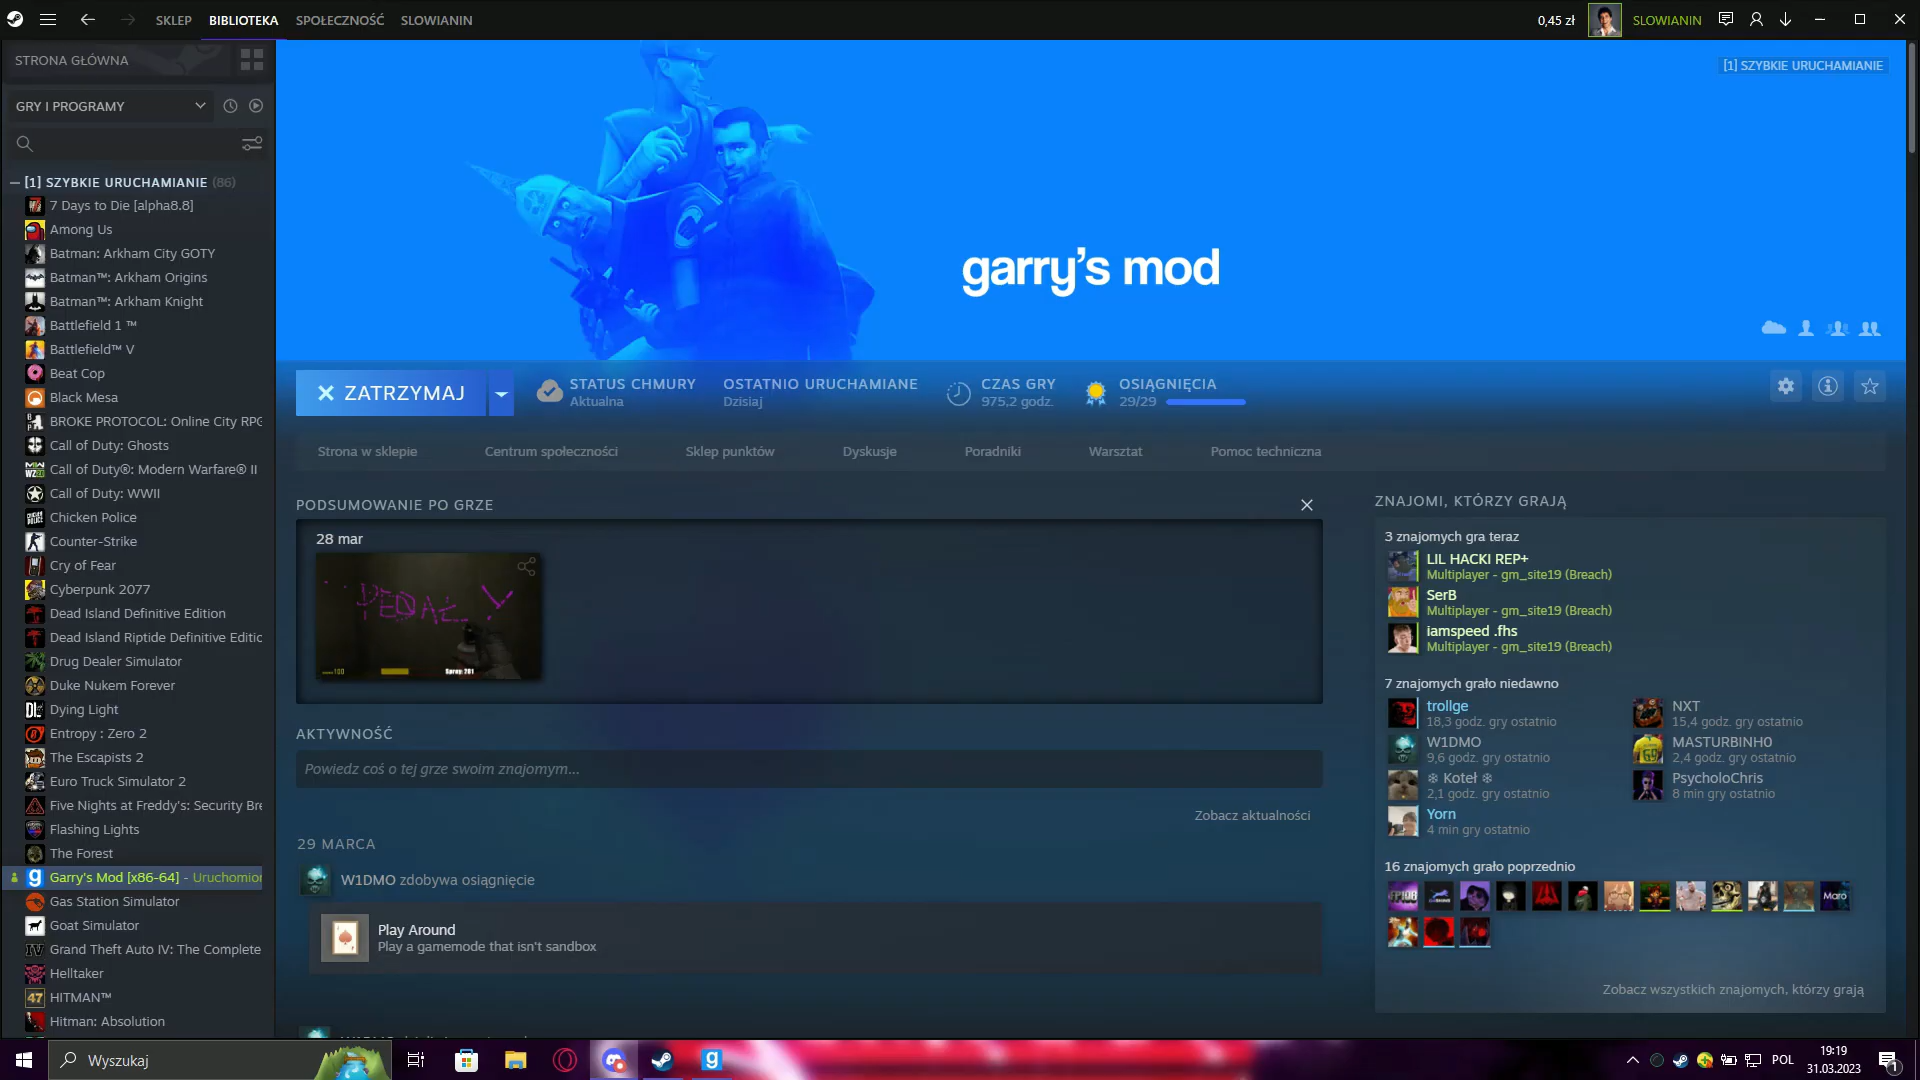 SKLEP
BIBLIOTEKA
SPOŁECZNOŚĆ
SLOWIANIN
0,45 zł
SLOWIANIN
STRONA GŁÓWNA
GRY I PROGRAMY
[1] SZYBKIE URUCHAMIANIE (86)
7 Days to Die [alpha8.8]
Among Us
Batman: Arkham City GOTY
Batman™: Arkham Origins
Batman™: Arkham Knight
Battlefield 1 ™
Battlefield™ V
Beat Cop
Black Mesa
BROKE PROTOCOL: Online City RPG
Call of Duty: Ghosts
Call of Duty®: Modern Warfare® II
Call of Duty: WWII
Chicken Police
Counter-Strike
Cry of Fear
Cyberpunk 2077
Dead Island Definitive Edition
Dead Island Riptide Definitive Editic
Drug Dealer Simulator
Duke Nukem Forever
Dying Light
Entropy : Zero 2
The Escapists 2
Euro Truck Simulator 2
Five Nights at Freddy's: Security Bre
Flashing Lights
The Forest
Garry's Mod [x86-64] - Uruchomior
Gas Station Simulator
Goat Simulator
Grand Theft Auto IV: The Complete
Helltaker
HITMAN™
Hitman: Absolution
[1] SZYBKIE URUCHAMIANIE
garry's mod
ZATRZYMAJ
STATUS CHMURY
Aktualna
OSTATNIO URUCHAMIANE
Dzisiaj
CZAS GRY
975,2 godz.
OSIĄGNIĘCIA
29/29
Strona w sklepie
Centrum społeczności
Sklep punktów
Dyskusje
Poradniki
Warsztat
Pomoc techniczna
PODSUMOWANIE PO GRZE
28 mar
PEDAŁ !
AKTYWNOŚĆ
Powiedz coś o tej grze swoim znajomym...
Zobacz aktualności
29 MARCA
W1DMO zdobywa osiągnięcie
Play Around
Play a gamemode that isn't sandbox
ZNAJOMI, KTÓRZY GRAJĄ
3 znajomych gra teraz
LIL HACKI REP+
Multiplayer - gm_site19 (Breach)
SerB
Multiplayer - gm_site19 (Breach)
iamspeed .fhs
Multiplayer - gm_site19 (Breach)
7 znajomych grało niedawno
trollge
18,3 godz. gry ostatnio
NXT
15,4 godz. gry ostatnio
W1DMO
9,6 godz. gry ostatnio
MASTURBINH0
2,4 godz. gry ostatnio
❄ Koteł ❄
2,1 godz. gry ostatnio
PsycholoChris
8 min gry ostatnio
Yorn
4 min gry ostatnio
16 znajomych grało poprzednio
Maro
Zobacz wszystkich znajomych, którzy grają
Wyszukaj
POL
19:19
31.03.2023
1